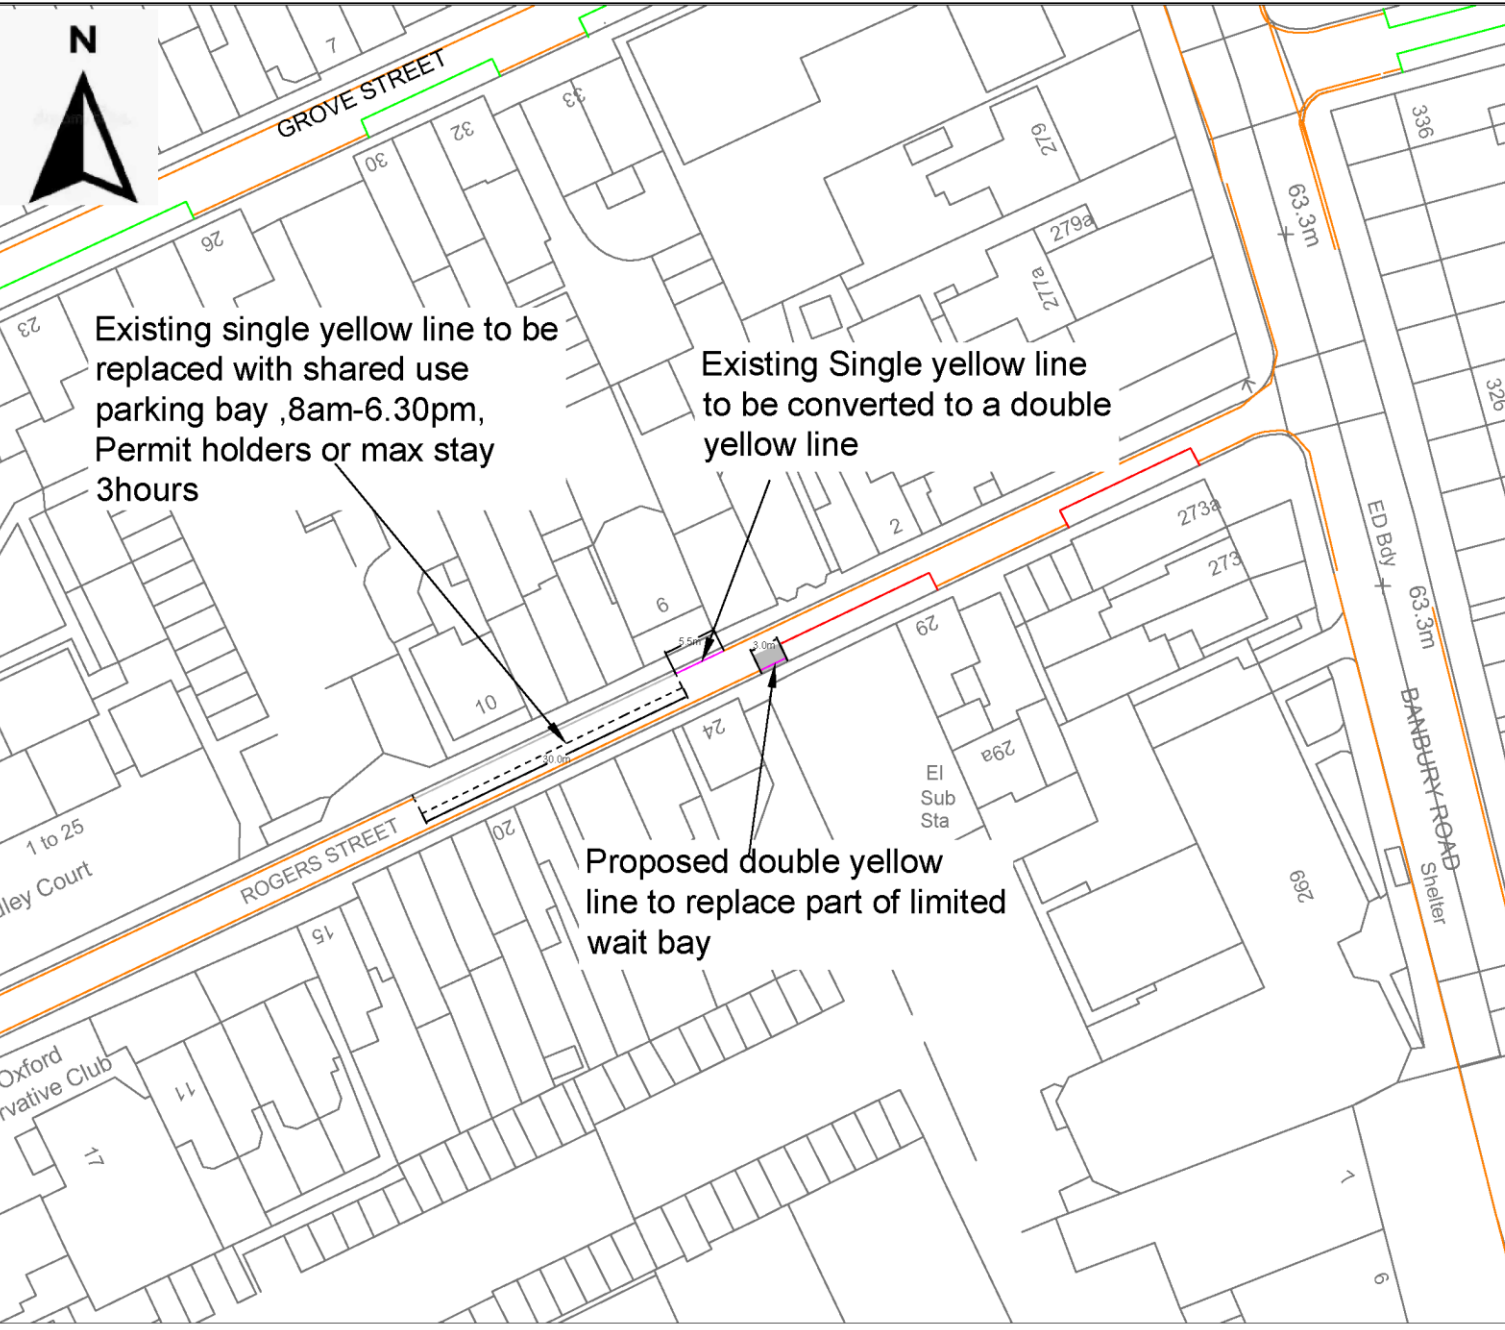 N
7
GROVE STREET
33
32
30
26
23
279
279a
277a
336
63.3m
326
Existing single yellow line to be
replaced with shared use
parking bay ,8am-6.30pm,
Permit holders or max stay
3hours
Existing Single yellow line
to be converted to a double
yellow line
2
273a
273
ED Bdy
63.3m
9
5.5m
3.0m
29
10
24
29a
30.0m
El
Sub
Sta
BANBURY ROAD
1 to 25
dley Court
ROGERS STREET
20
Proposed double yellow
line to replace part of limited
wait bay
269
Shelter
15
Oxford
rvative Club
11
17
1
9